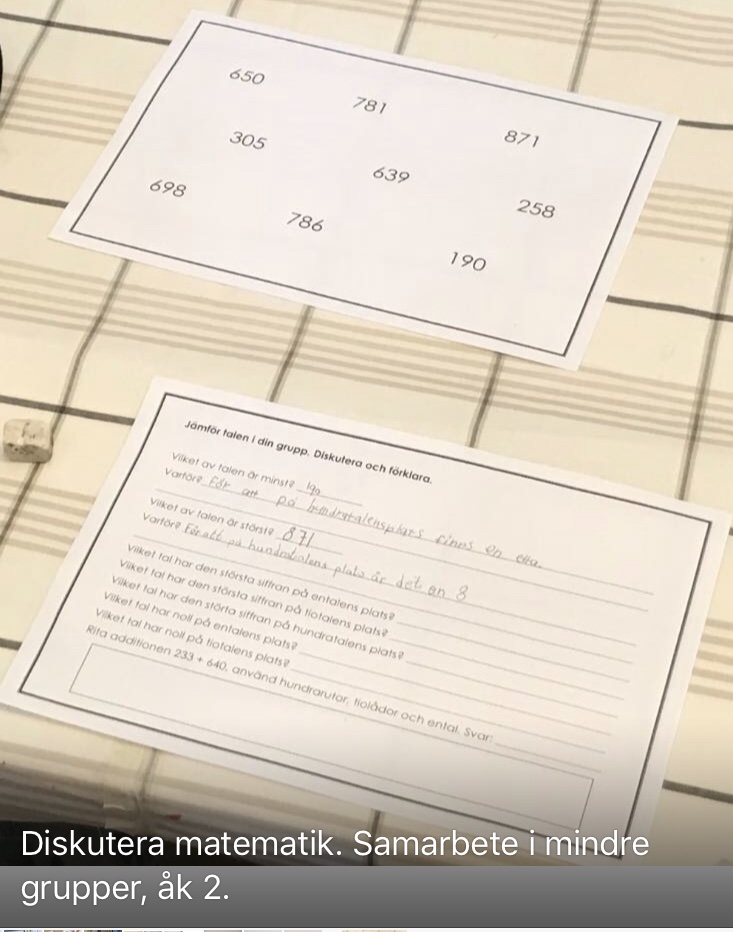 650
781
871
305
639
698
258
786
190
Jämför talen i din grupp. Diskutera och förklara.
Vilket av talen är minst? 190
Varför? För att på hundratalensplats finns en etta.
Vilket av talen är störst? 871
Varför? För att på hundratalens plats är det en 8
Vilket tal har den största siffran på entalens plats?
Vilket tal har den största siffran på tiotalens plats?
Vilket tal har den störta siffran på hundratalens plats?
Vilket tal har noll på entalens plats?
Vilket tal har noll på tiotalens plats?
Rita additionen 233 + 640, använd hundrarutor, tiolådor och ental. Svar:
Diskutera matematik. Samarbete i mindre
grupper, åk 2.